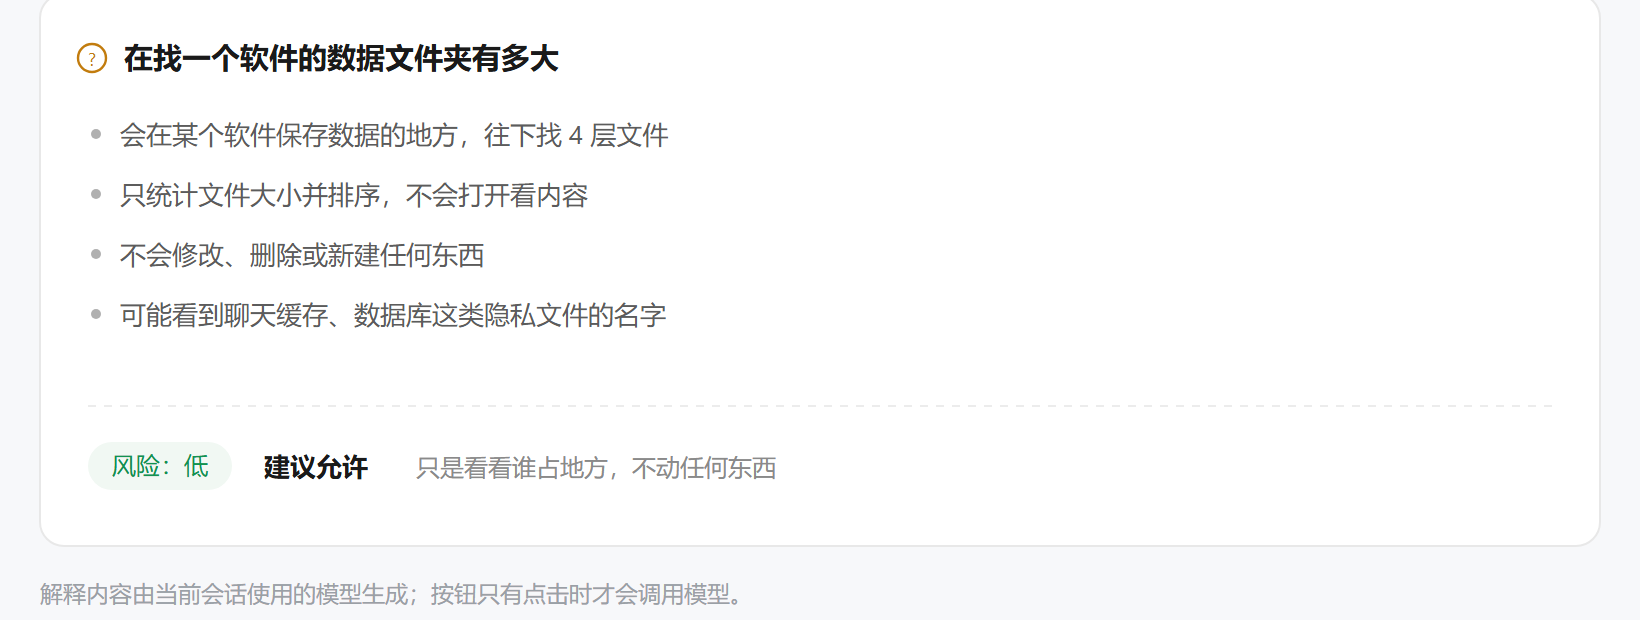 ? 在找一个软件的数据文件夹有多大
会在某个软件保存数据的地方，往下找 4 层文件
只统计文件大小并排序，不会打开看内容
不会修改、删除或新建任何东西
可能看到聊天缓存、数据库这类隐私文件的名字
风险：低 建议允许 只是看看谁占地方，不动任何东西
解释内容由当前会话使用的模型生成；按钮只有点击时才会调用模型。